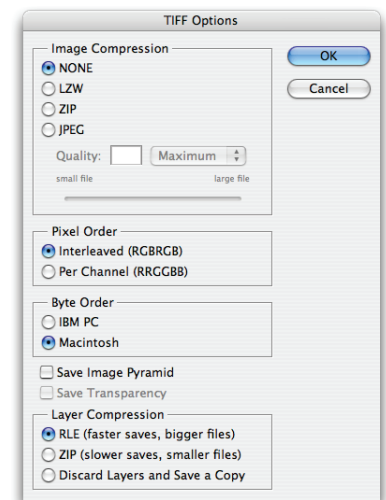 TIFF Options
Image Compression
NONE
LZW
ZIP
JPEG
Quality: Maximum
small file large file
OK
Cancel
Pixel Order
Interleaved (RGBRGB)
Per Channel (RRGGBB)
Byte Order
IBM PC
Macintosh
Save Image Pyramid
Save Transparency
Layer Compression
RLE (faster saves, bigger files)
ZIP (slower saves, smaller files)
Discard Layers and Save a Copy